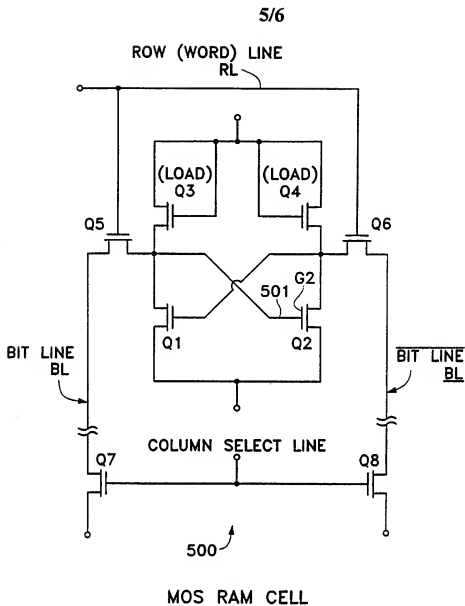 5/6
ROW (WORD) LINE
RL
(LOAD)
Q3
(LOAD)
Q4
Q5
Q6
G2
501
Q1
Q2
BIT LINE
BL
BIT LINE
BL
COLUMN SELECT LINE
Q7
Q8
500
MOS RAM CELL